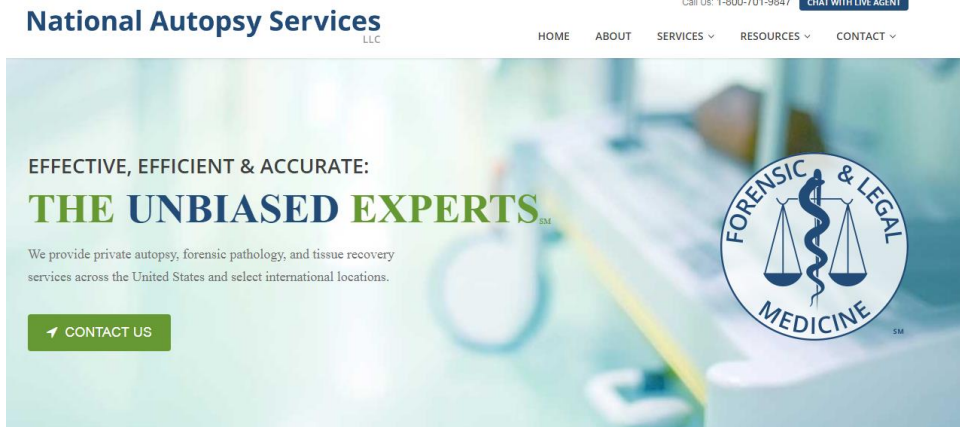 National Autopsy Services
LLC
Call Us: 1-800-701-9847
CHAT WITH LIVE AGENT
HOME
ABOUT
SERVICES
RESOURCES
CONTACT
EFFECTIVE, EFFICIENT & ACCURATE:
THE UNBIASED EXPERTS
SM
We provide private autopsy, forensic pathology, and tissue recovery
services across the United States and select international locations.
CONTACT US
FORENSIC & LEGAL
MEDICINE
SM